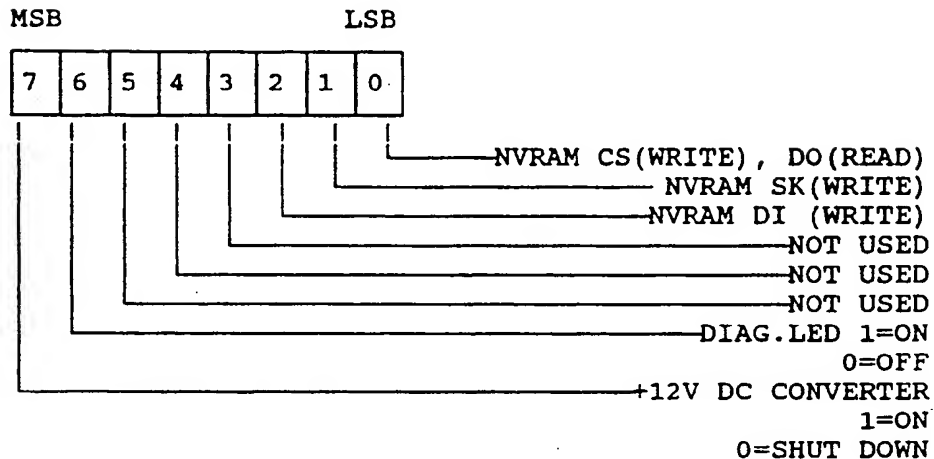 MSB LSB
7 6 5 4 3 2 1 0
NVRAM CS(WRITE), DO(READ)
NVRAM SK(WRITE)
NVRAM DI (WRITE)
NOT USED
NOT USED
NOT USED
DIAG.LED 1=ON
0=OFF
+12V DC CONVERTER
1=ON
0=SHUT DOWN